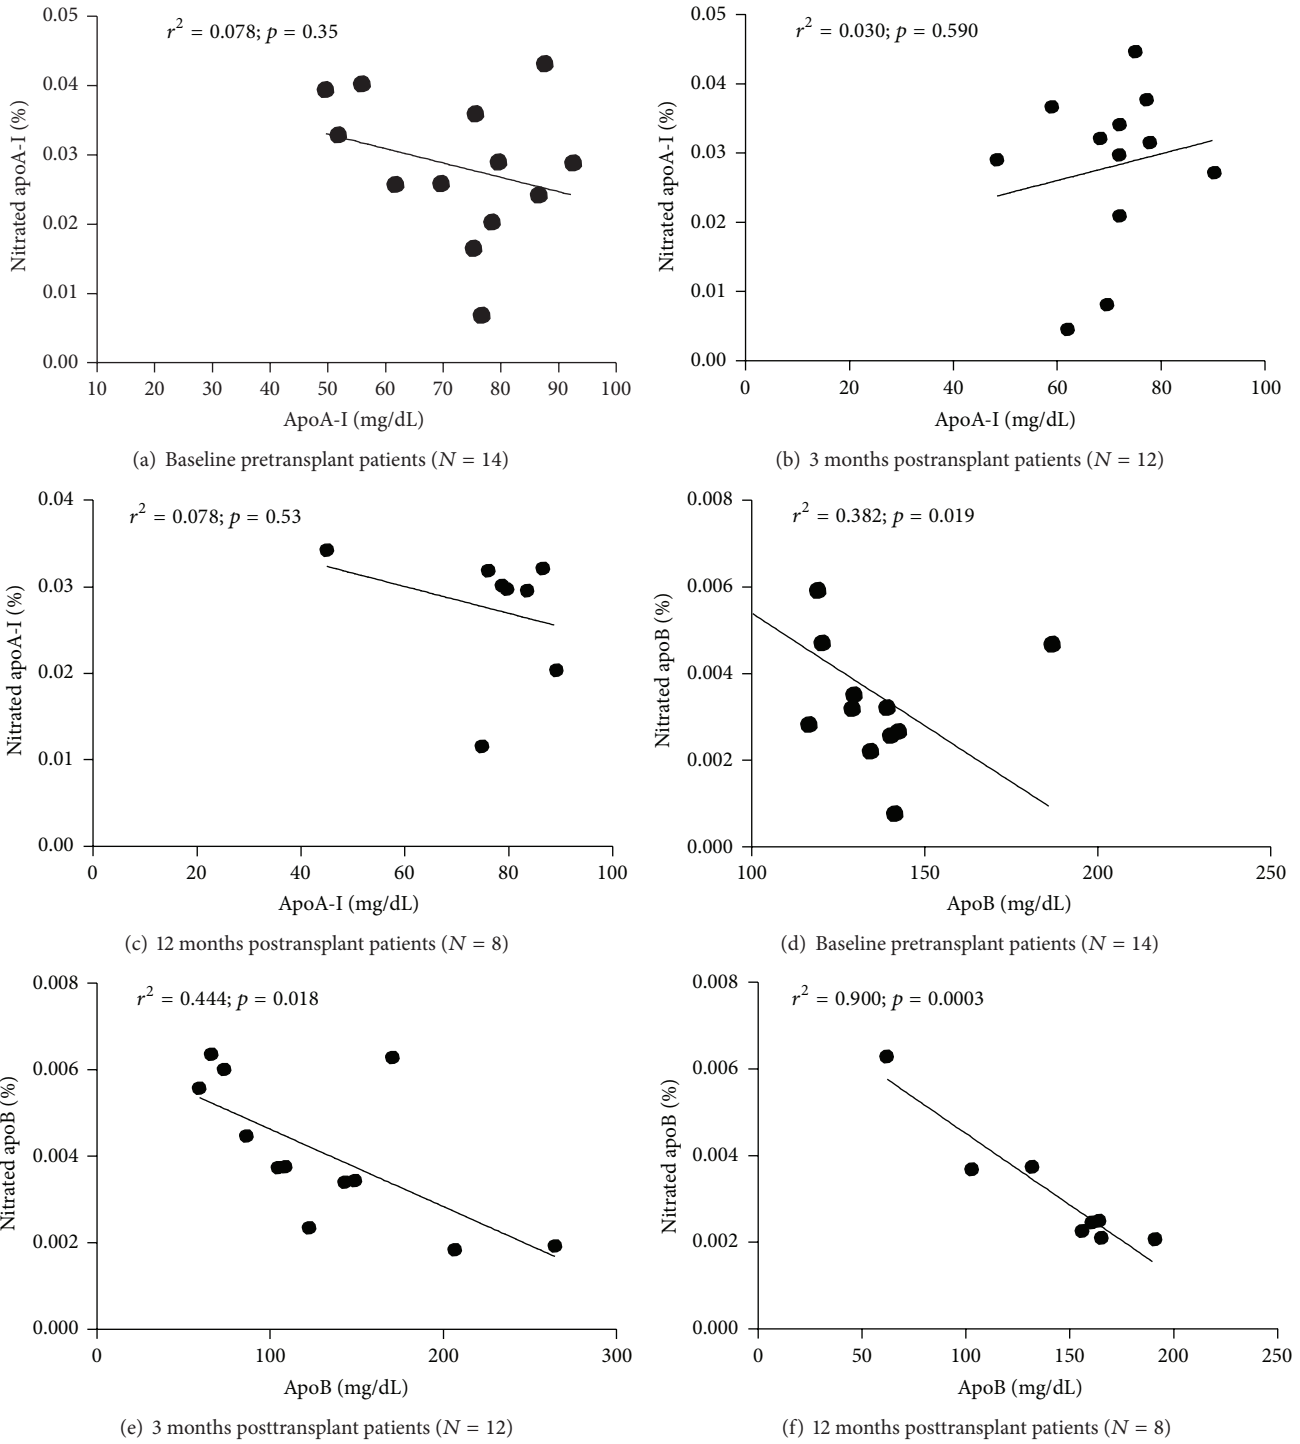 r² = 0.078; p = 0.35
0.05
0.04
0.03
0.02
0.01
0.00
Nitrated apoA-I (%)
10 20 30 40 50 60 70 80 90 100
ApoA-I (mg/dL)
(a) Baseline pretransplant patients (N = 14)
r² = 0.030; p = 0.590
0.05
0.04
0.03
0.02
0.01
0.00
Nitrated apoA-I (%)
0 20 40 60 80 100
ApoA-I (mg/dL)
(b) 3 months postransplant patients (N = 12)
r² = 0.078; p = 0.53
0.04
0.03
0.02
0.01
0.00
Nitrated apoA-I (%)
0 20 40 60 80 100
ApoA-I (mg/dL)
(c) 12 months postransplant patients (N = 8)
r² = 0.382; p = 0.019
0.008
0.006
0.004
0.002
0.000
Nitrated apoB (%)
100 150 200 250
ApoB (mg/dL)
(d) Baseline pretransplant patients (N = 14)
r² = 0.444; p = 0.018
0.008
0.006
0.004
0.002
0.000
Nitrated apoB (%)
0 100 200 300
ApoB (mg/dL)
(e) 3 months posttransplant patients (N = 12)
r² = 0.900; p = 0.0003
0.008
0.006
0.004
0.002
0.000
Nitrated apoB (%)
0 50 100 150 200 250
ApoB (mg/dL)
(f) 12 months posttransplant patients (N = 8)